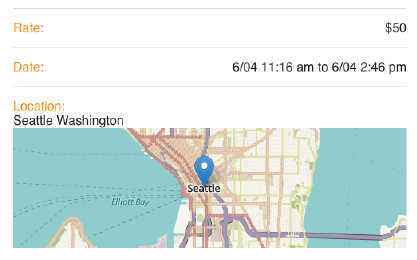 Rate: $50
Date: 6/04 11:16 am to 6/04 2:46 pm
Location:
Seattle Washington
Seattle
Elliott Bay